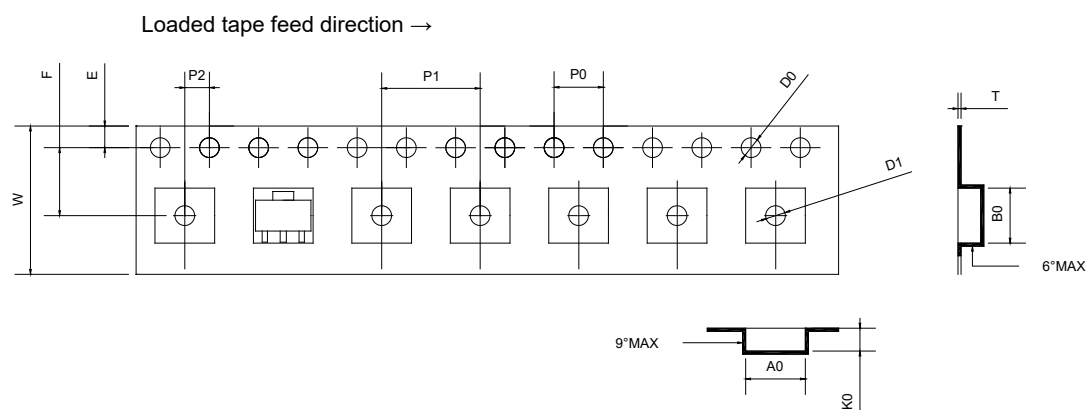 Loaded tape feed direction →
F
E
P2
P1
P0
D0
T
W
D1
B0
6°MAX
9°MAX
A0
K0